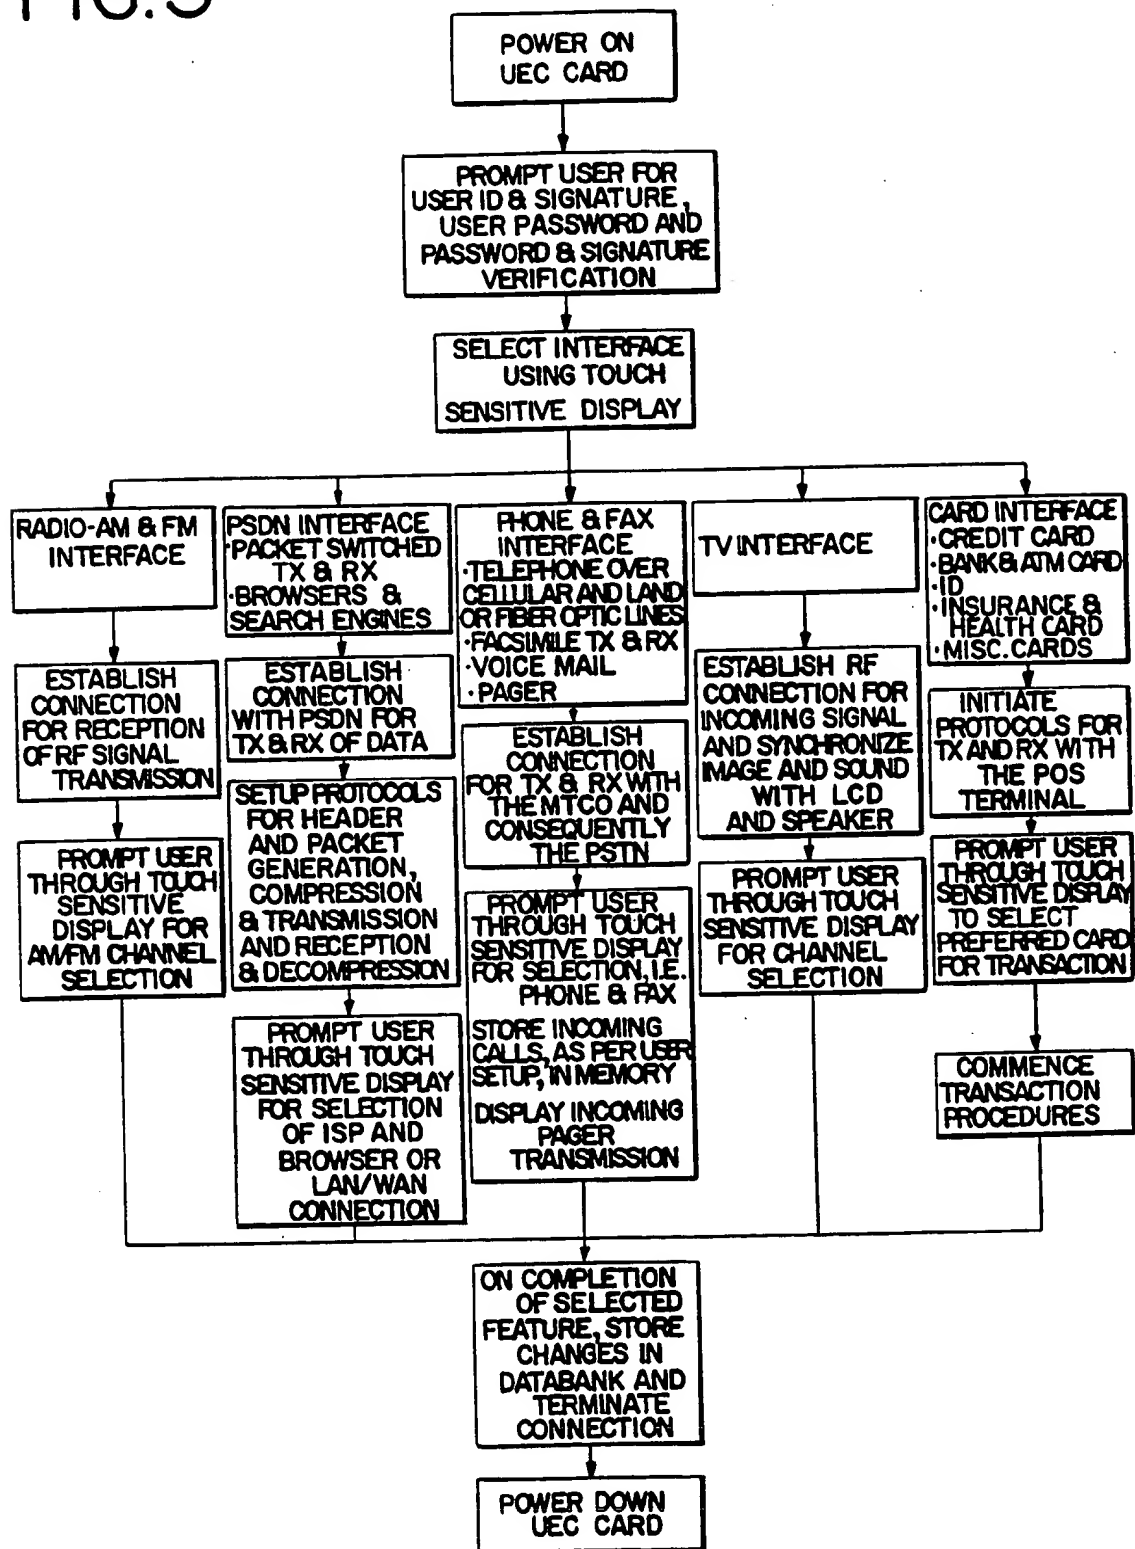 FIG. 5
POWER ON
UEC CARD
PROMPT USER FOR
USER ID & SIGNATURE,
USER PASSWORD AND
PASSWORD & SIGNATURE
VERIFICATION
SELECT INTERFACE
USING TOUCH
SENSITIVE DISPLAY
RADIO-AM & FM
INTERFACE
ESTABLISH
CONNECTION
FOR RECEPTION
OF RF SIGNAL
TRANSMISSION
PROMPT USER
THROUGH TOUCH
SENSITIVE
DISPLAY FOR
AM/FM CHANNEL
SELECTION
PSDN INTERFACE
·PACKET SWITCHED
TX & RX
·BROWSERS &
SEARCH ENGINES
ESTABLISH
CONNECTION
WITH PSDN FOR
TX & RX OF DATA
SETUP PROTOCOLS
FOR HEADER
AND PACKET
GENERATION,
COMPRESSION
& TRANSMISSION
AND RECEPTION
& DECOMPRESSION
PROMPT USER
THROUGH TOUCH
SENSITIVE DISPLAY
FOR SELECTION
OF ISP AND
BROWSER OR
LAN/WAN
CONNECTION
PHONE & FAX
INTERFACE
·TELEPHONE OVER
CELLULAR AND LAND
OR FIBER OPTIC LINES
·FACSIMILE TX & RX
·VOICE MAIL
·PAGER
ESTABLISH
CONNECTION
FOR TX & RX WITH
THE MTCO AND
CONSEQUENTLY
THE PSTN
PROMPT USER
THROUGH TOUCH
SENSITIVE DISPLAY
FOR SELECTION, I.E.
PHONE & FAX
STORE INCOMING
CALLS, AS PER USER
SETUP, IN MEMORY
DISPLAY INCOMING
PAGER
TRANSMISSION
TV INTERFACE
ESTABLISH RF
CONNECTION FOR
INCOMING SIGNAL
AND SYNCHRONIZE
IMAGE AND SOUND
WITH LCD
AND SPEAKER
PROMPT USER
THROUGH TOUCH
SENSITIVE DISPLAY
FOR CHANNEL
SELECTION
CARD INTERFACE
·CREDIT CARD
·BANK & ATM CARD
·ID
·INSURANCE &
HEALTH CARD
·MISC. CARDS
INITIATE
PROTOCOLS FOR
TX AND RX WITH
THE POS
TERMINAL
PROMPT USER
THROUGH TOUCH
SENSITIVE DISPLAY
TO SELECT
PREFERRED CARD
FOR TRANSACTION
COMMENCE
TRANSACTION
PROCEDURES
ON COMPLETION
OF SELECTED
FEATURE, STORE
CHANGES IN
DATABANK AND
TERMINATE
CONNECTION
POWER DOWN
UEC CARD